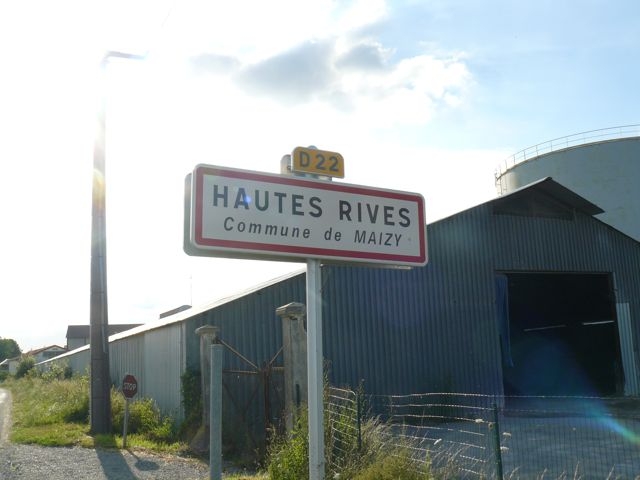 D22
HAUTES RIVES
Commune de MAIZY
STOP